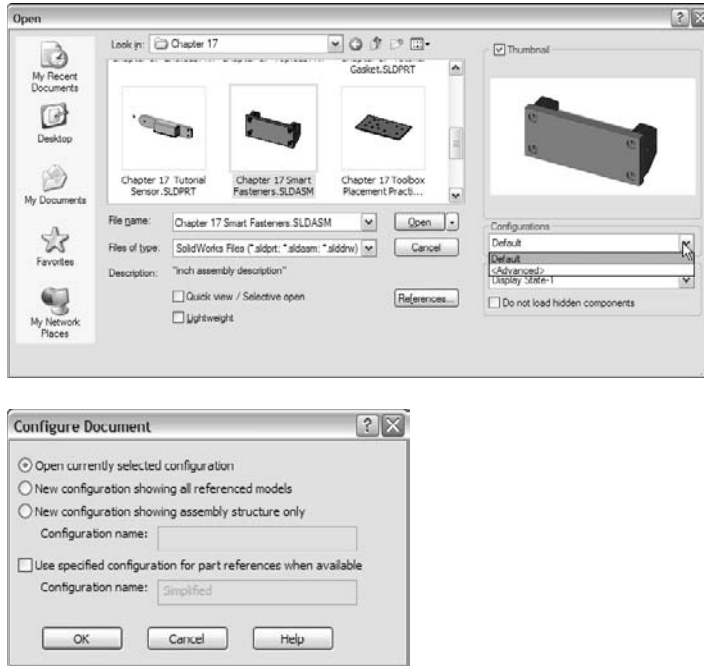 Open
Look in: Chapter 17
Thumbnail
My Recent
Documents
Desktop
My Documents
Favorites
My Network
Places
Gasket.SLDPRT
Chapter 17 Tutorial
Sensor.SLDPRT
Chapter 17 Smart
Fasteners.SLDASM
Chapter 17 Toolbox
Placement Practi...
File name: Chapter 17 Smart Fasteners.SLDASM Open
Files of type: SolidWorks Files (*.sldprt; *.sldasm; *.slddrw) Cancel
Description: "inch assembly description"
Quick view / Selective open
References...
Lightweight
Configurations
Default
Default
<Advanced>
Display State-1
Do not load hidden components
Configure Document
Open currently selected configuration
New configuration showing all referenced models
New configuration showing assembly structure only
Configuration name:
Use specified configuration for part references when available
Configuration name: Simplified
OK Cancel Help